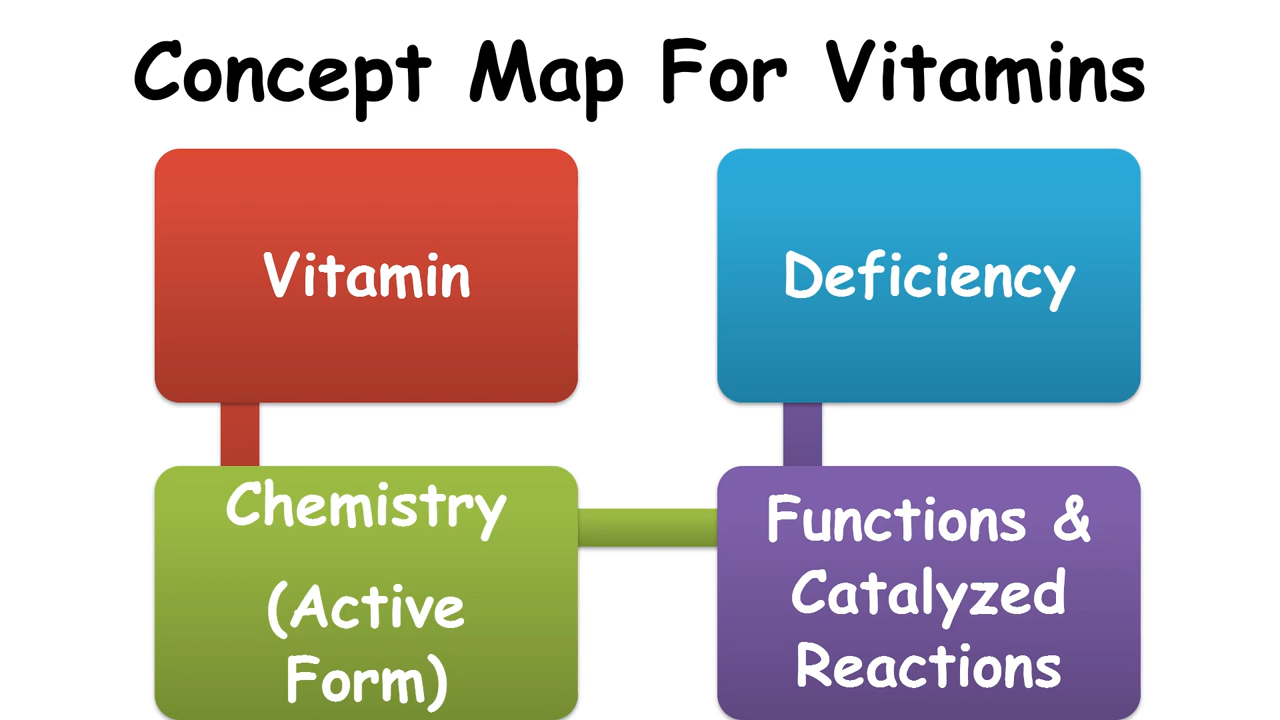 Concept Map For Vitamins
Vitamin
Deficiency
Chemistry
(Active
Form)
Functions &
Catalyzed
Reactions